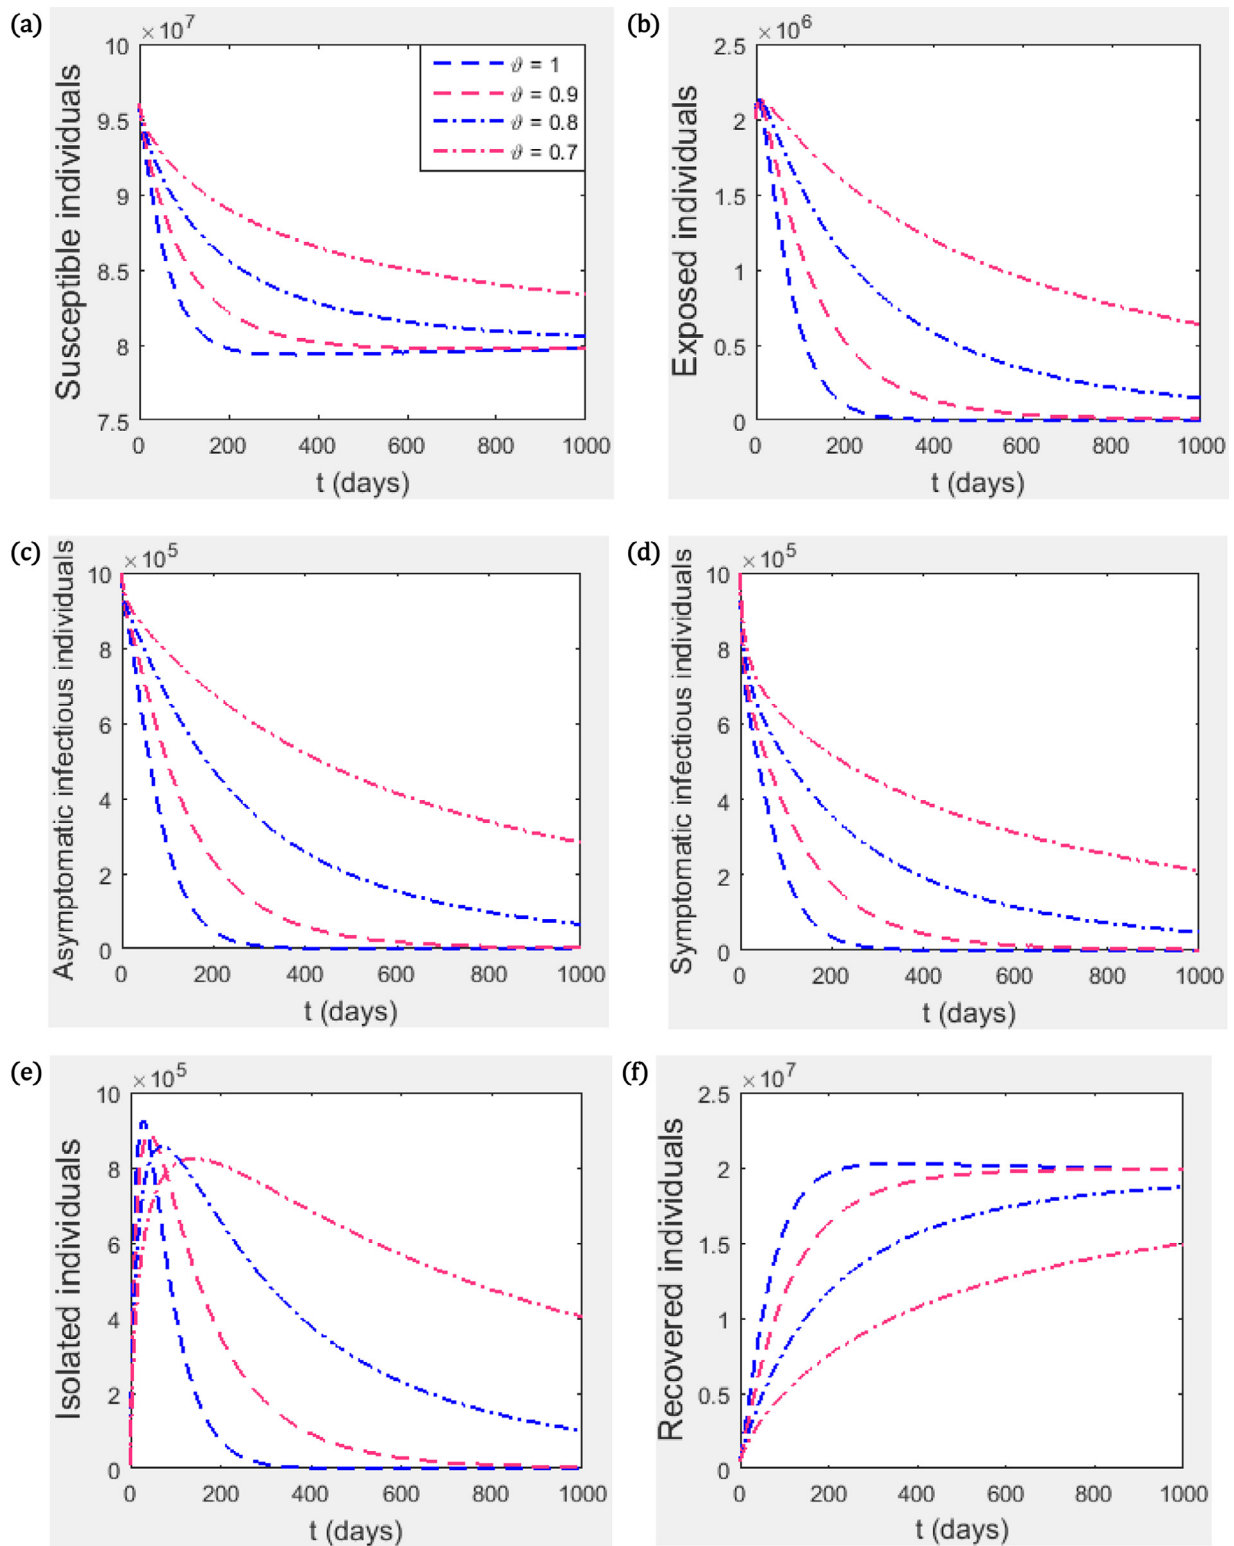 (a)
×10^7
10
9.5
9
8.5
8
7.5
Susceptible individuals
0 200 400 600 800 1000
t (days)
ϑ = 1
ϑ = 0.9
ϑ = 0.8
ϑ = 0.7
(b)
×10^6
2.5
2
1.5
1
0.5
0
Exposed individuals
0 200 400 600 800 1000
t (days)
(c)
×10^5
10
8
6
4
2
0
Asymptomatic infectious individuals
0 200 400 600 800 1000
t (days)
(d)
×10^5
10
8
6
4
2
0
Symptomatic infectious individuals
0 200 400 600 800 1000
t (days)
(e)
×10^5
10
8
6
4
2
0
Isolated individuals
0 200 400 600 800 1000
t (days)
(f)
×10^7
2.5
2
1.5
1
0.5
0
Recovered individuals
0 200 400 600 800 1000
t (days)